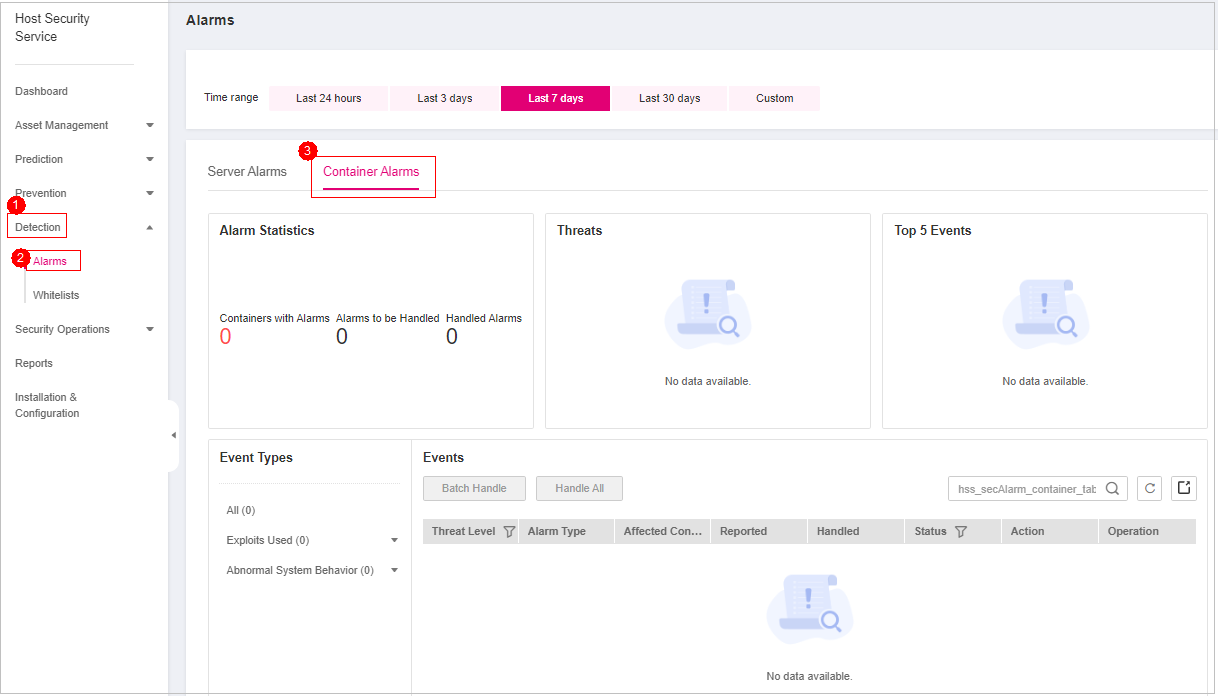 Host Security
Service
Dashboard
Asset Management
Prediction
Prevention
1
Detection
2
Alarms
Whitelists
Security Operations
Reports
Installation &
Configuration
Alarms
Time range
Last 24 hours
Last 3 days
Last 7 days
Last 30 days
Custom
3
Server Alarms
Container Alarms
Alarm Statistics
Containers with Alarms
0
Alarms to be Handled
0
Handled Alarms
0
Threats
No data available.
Top 5 Events
No data available.
Event Types
All (0)
Exploits Used (0)
Abnormal System Behavior (0)
Events
Batch Handle
Handle All
hss_secAlarm_container_tab
Threat Level
Alarm Type
Affected Con...
Reported
Handled
Status
Action
Operation
No data available.